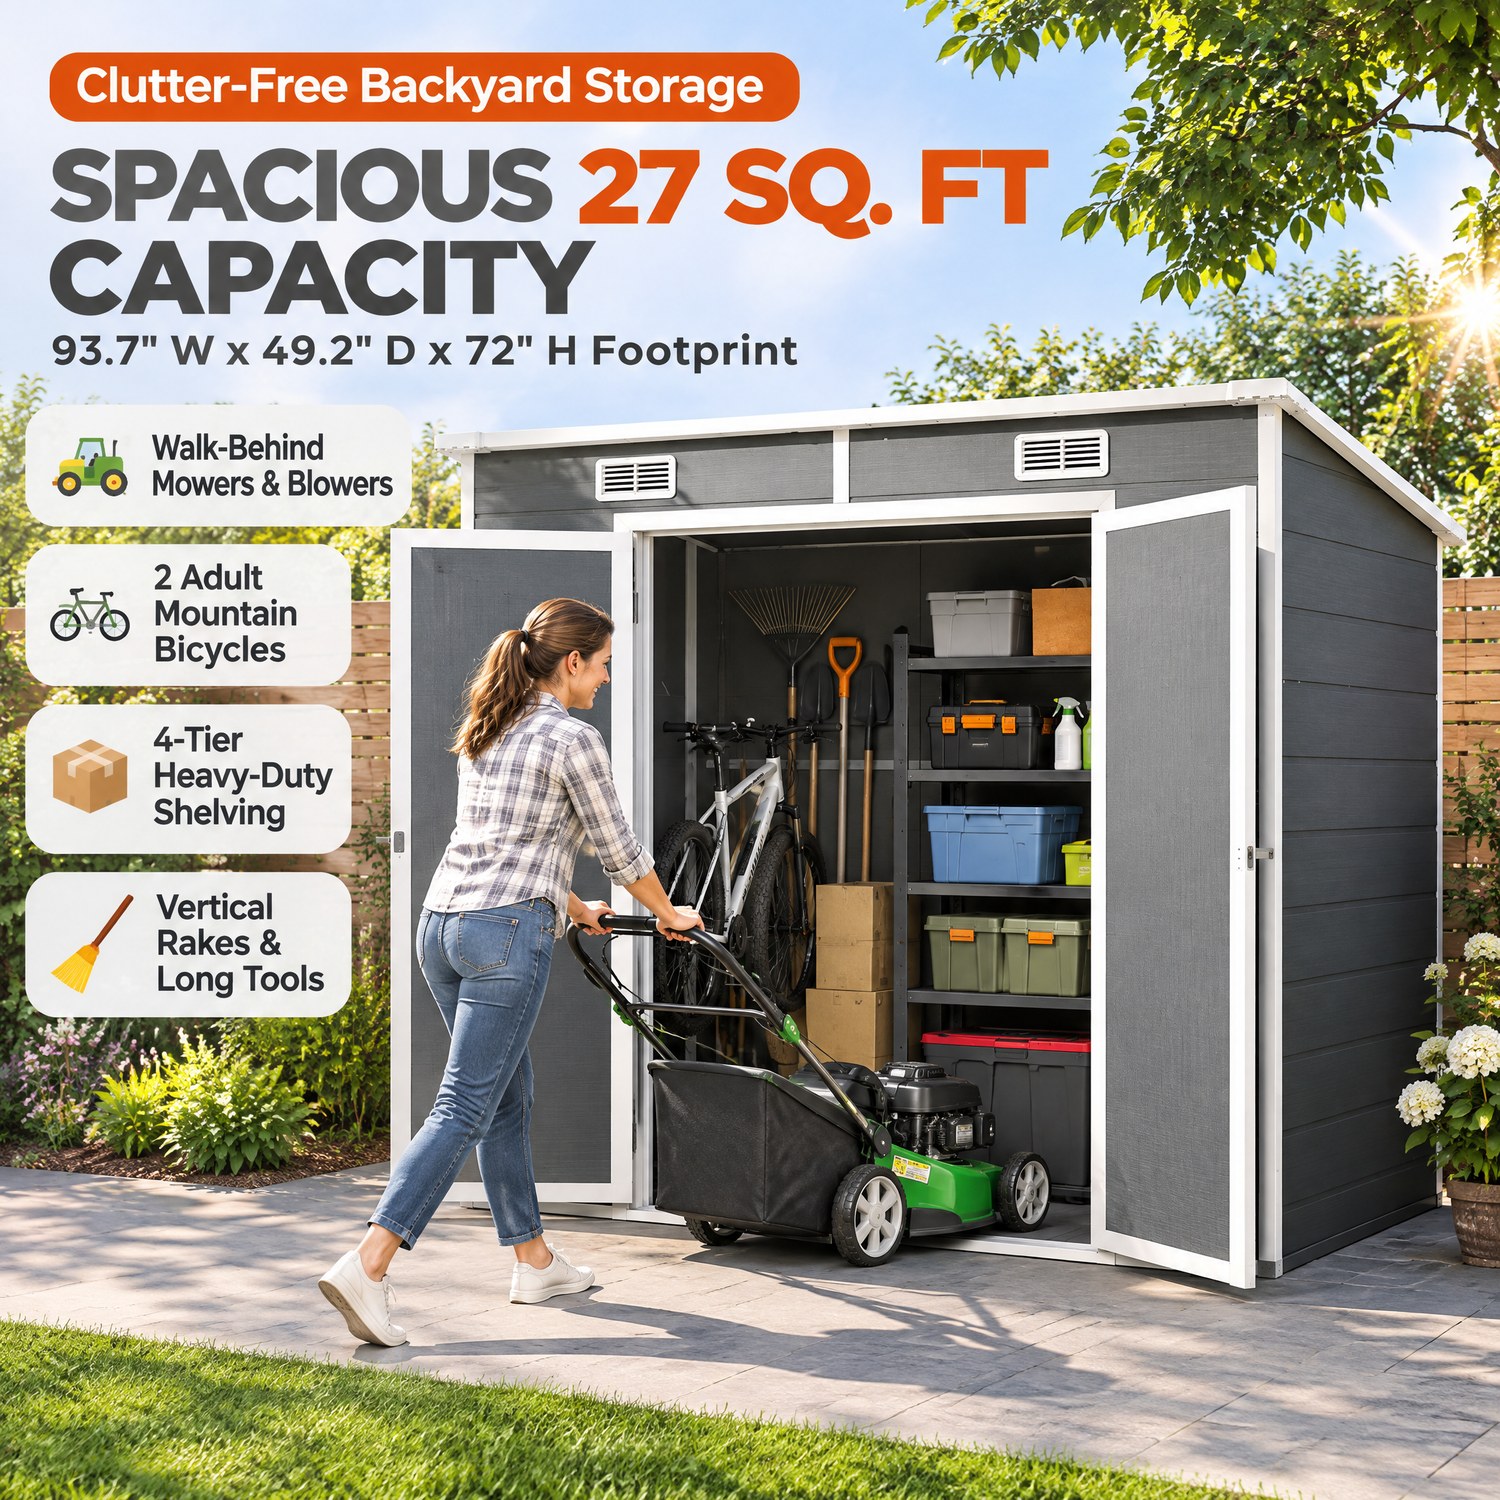 Clutter-Free Backyard Storage
SPACIOUS 27 SQ. FT
CAPACITY
93.7" W x 49.2" D x 72" H Footprint
Walk-Behind
Mowers & Blowers
2 Adult
Mountain
Bicycles
4-Tier
Heavy-Duty
Shelving
Vertical
Rakes &
Long Tools